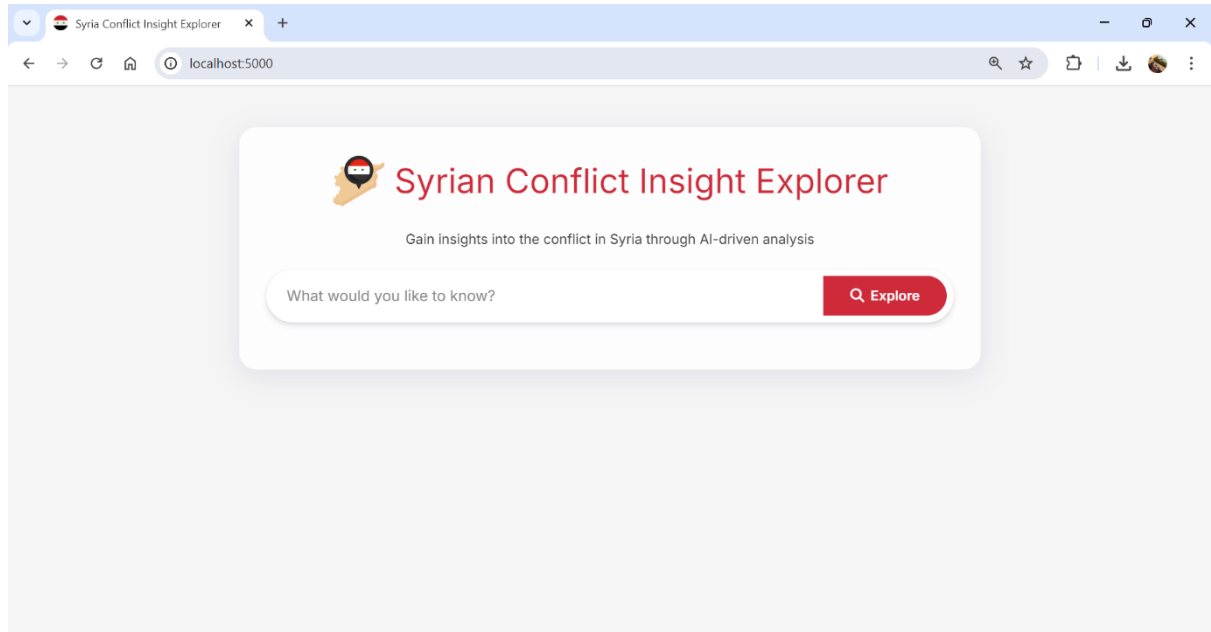 Syria Conflict Insight Explorer
localhost:5000
Syrian Conflict Insight Explorer
Gain insights into the conflict in Syria through AI-driven analysis
What would you like to know?
Explore